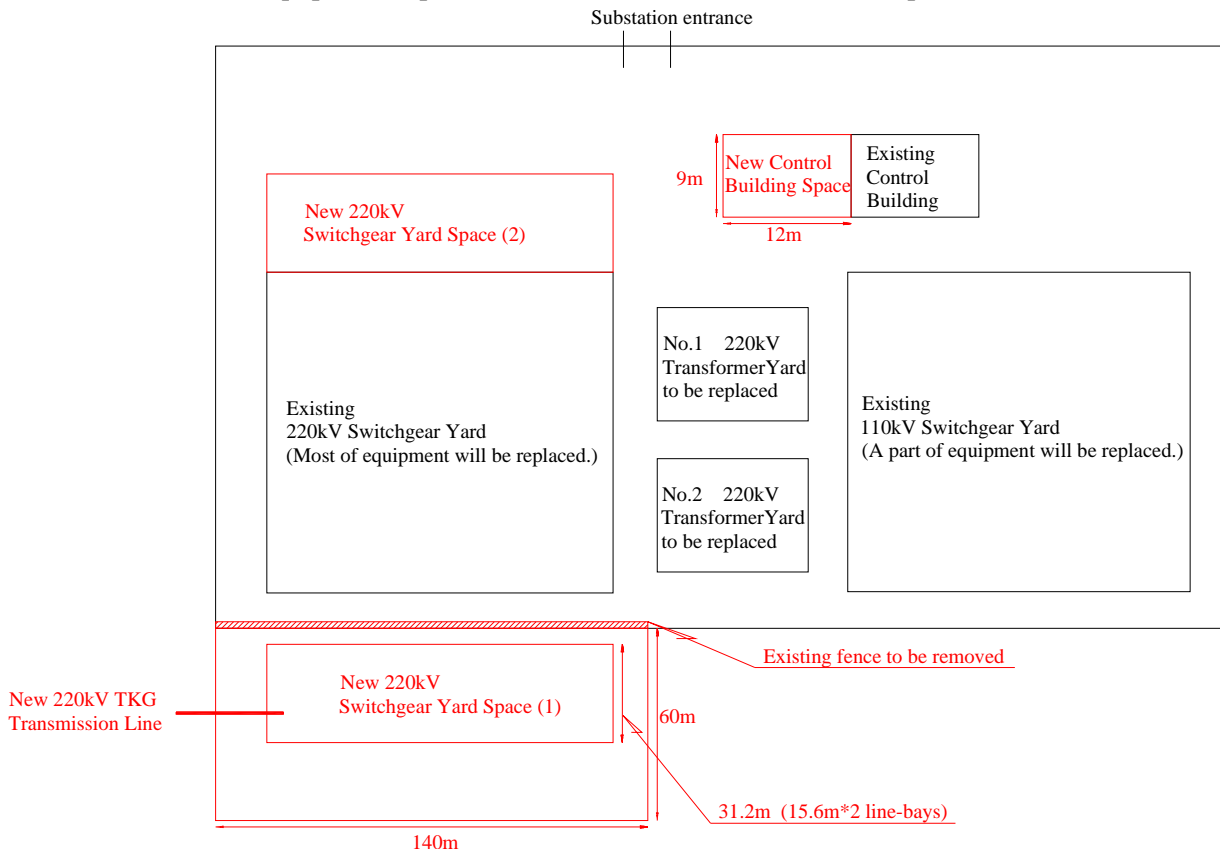 Substation entrance
9m
New Control
Building Space
Existing
Control
Building
12m
New 220kV
Switchgear Yard Space (2)
No.1 220kV
TransformerYard
to be replaced
Existing
220kV Switchgear Yard
(Most of equipment will be replaced.)
Existing
110kV Switchgear Yard
(A part of equipment will be replaced.)
No.2 220kV
TransformerYard
to be replaced
Existing fence to be removed
New 220kV
Switchgear Yard Space (1)
New 220kV TKG
Transmission Line
60m
31.2m (15.6m*2 line-bays)
140m